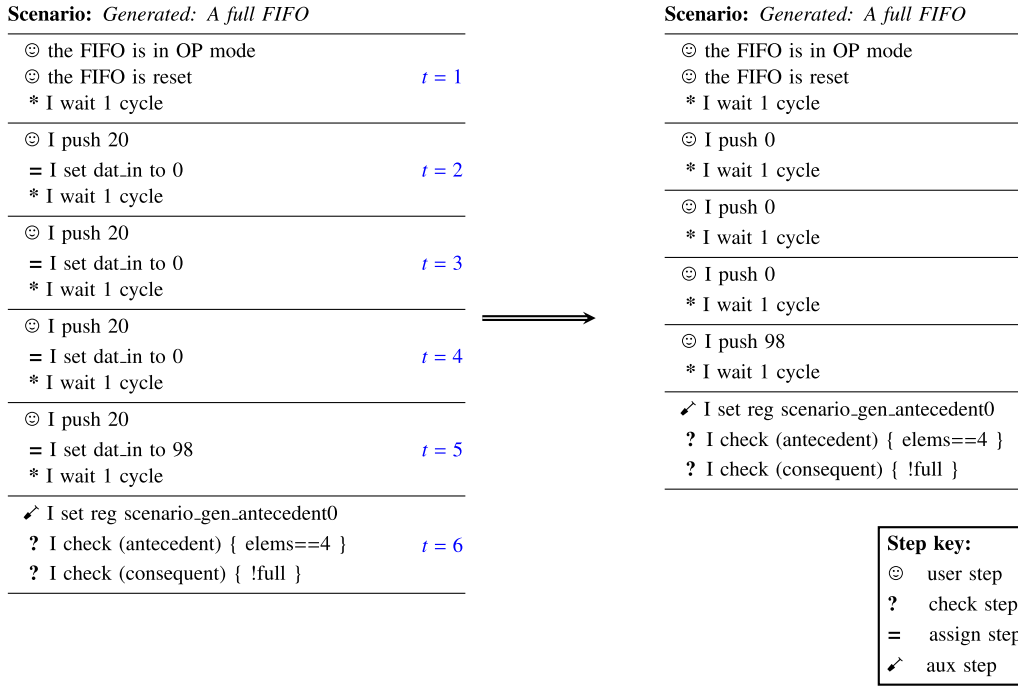 Scenario: Generated: A full FIFO
☺ the FIFO is in OP mode
☺ the FIFO is reset t = 1
* I wait 1 cycle
☺ I push 20
= I set dat_in to 0 t = 2
* I wait 1 cycle
☺ I push 20
= I set dat_in to 0 t = 3
* I wait 1 cycle
☺ I push 20
= I set dat_in to 0 t = 4
* I wait 1 cycle
☺ I push 20
= I set dat_in to 98 t = 5
* I wait 1 cycle
I set reg scenario_gen_antecedent0
? I check (antecedent) { elems==4 } t = 6
? I check (consequent) { !full }
Scenario: Generated: A full FIFO
☺ the FIFO is in OP mode
☺ the FIFO is reset
* I wait 1 cycle
☺ I push 0
* I wait 1 cycle
☺ I push 0
* I wait 1 cycle
☺ I push 0
* I wait 1 cycle
☺ I push 98
* I wait 1 cycle
I set reg scenario_gen_antecedent0
? I check (antecedent) { elems==4 }
? I check (consequent) { !full }
Step key:
☺ user step
? check step
= assign step
aux step